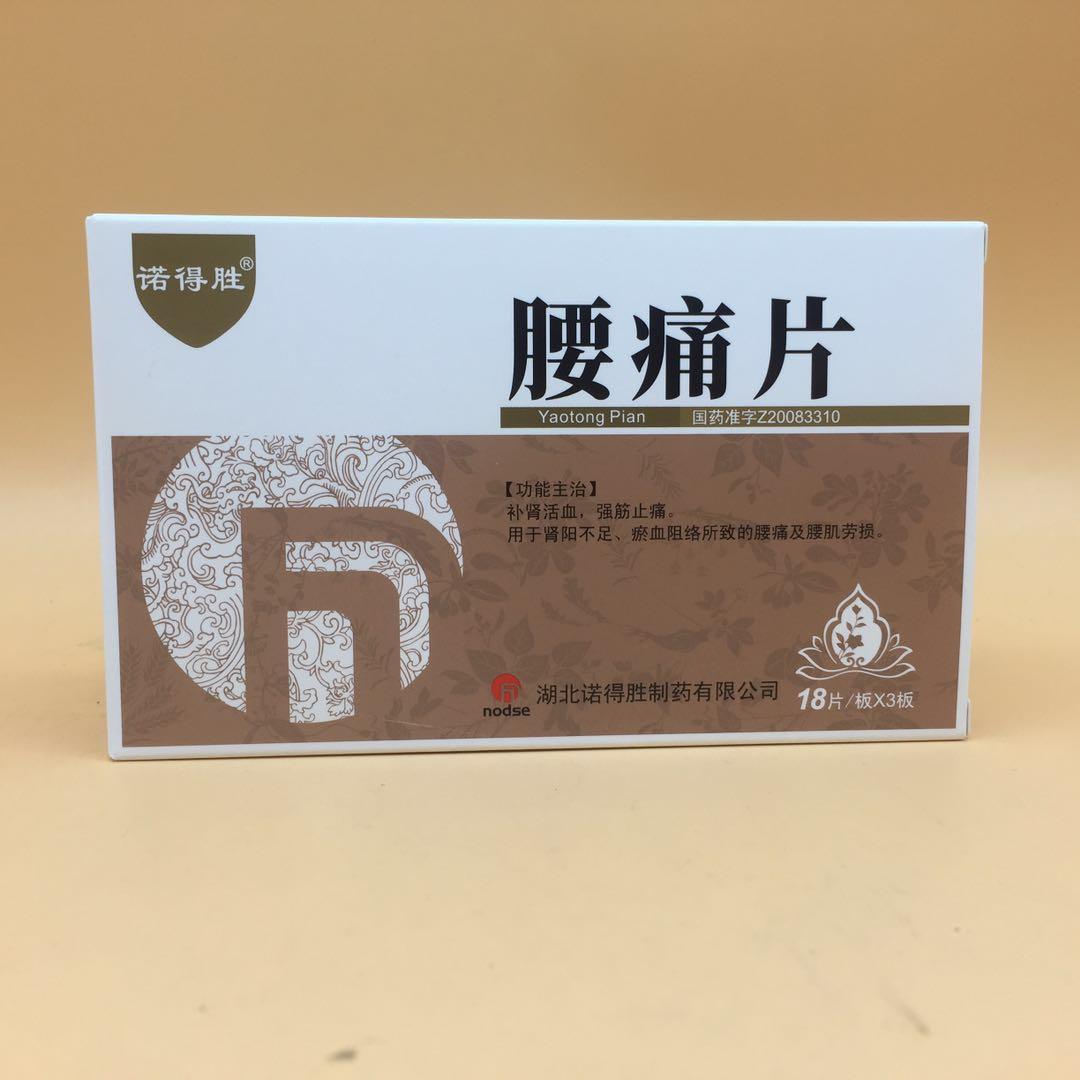 诺得胜®
腰痛片
Yaotong Pian 国药准字Z20083310
【功能主治】
补肾活血，强筋止痛。
用于肾阳不足、瘀血阻络所致的腰痛及腰肌劳损。
nodse 湖北诺得胜制药有限公司
18片/板X3板